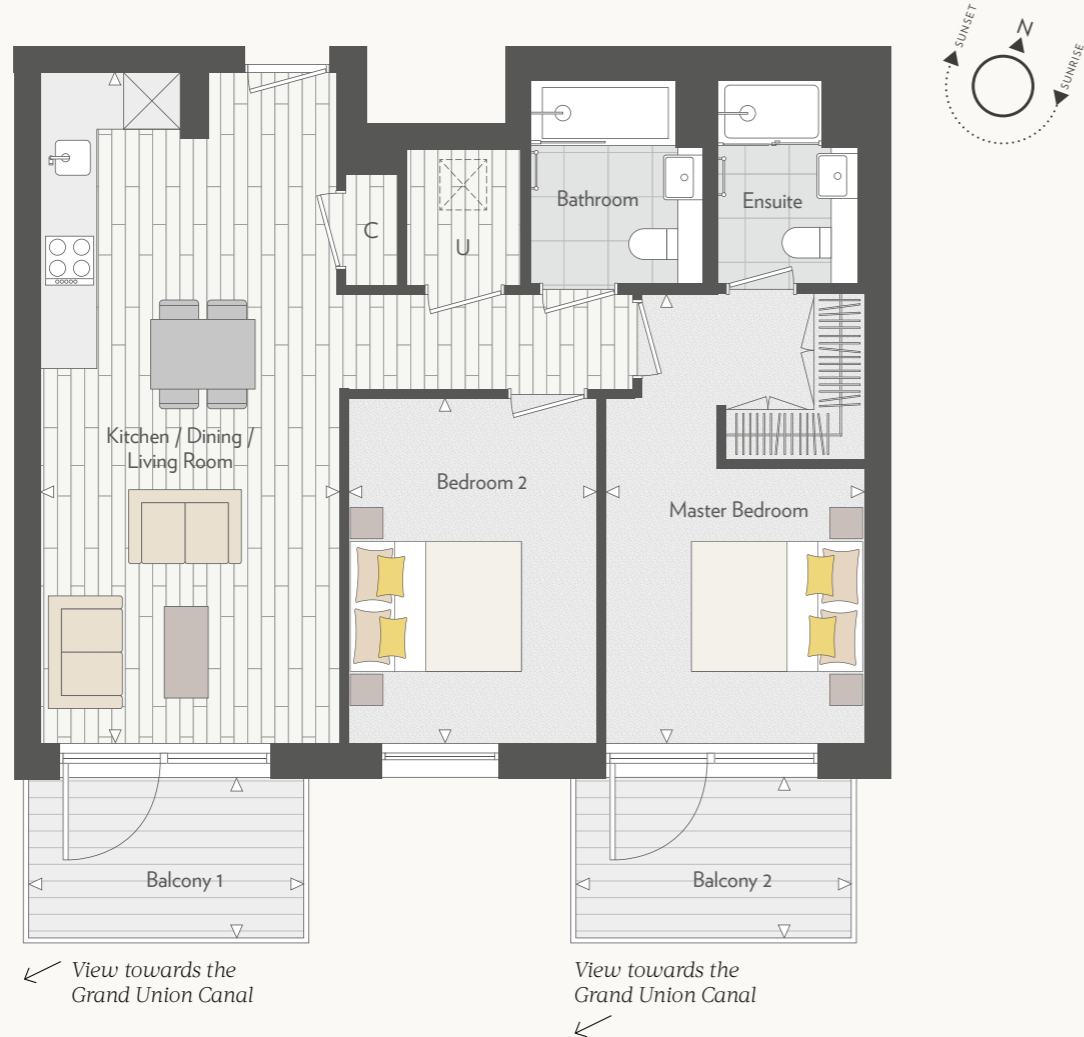 SUNSET
N
SUNRISE
Bathroom
Ensuite
C
U
Kitchen / Dining /
Living Room
Bedroom 2
Master Bedroom
Balcony 1
Balcony 2
View towards the
Grand Union Canal
View towards the
Grand Union Canal